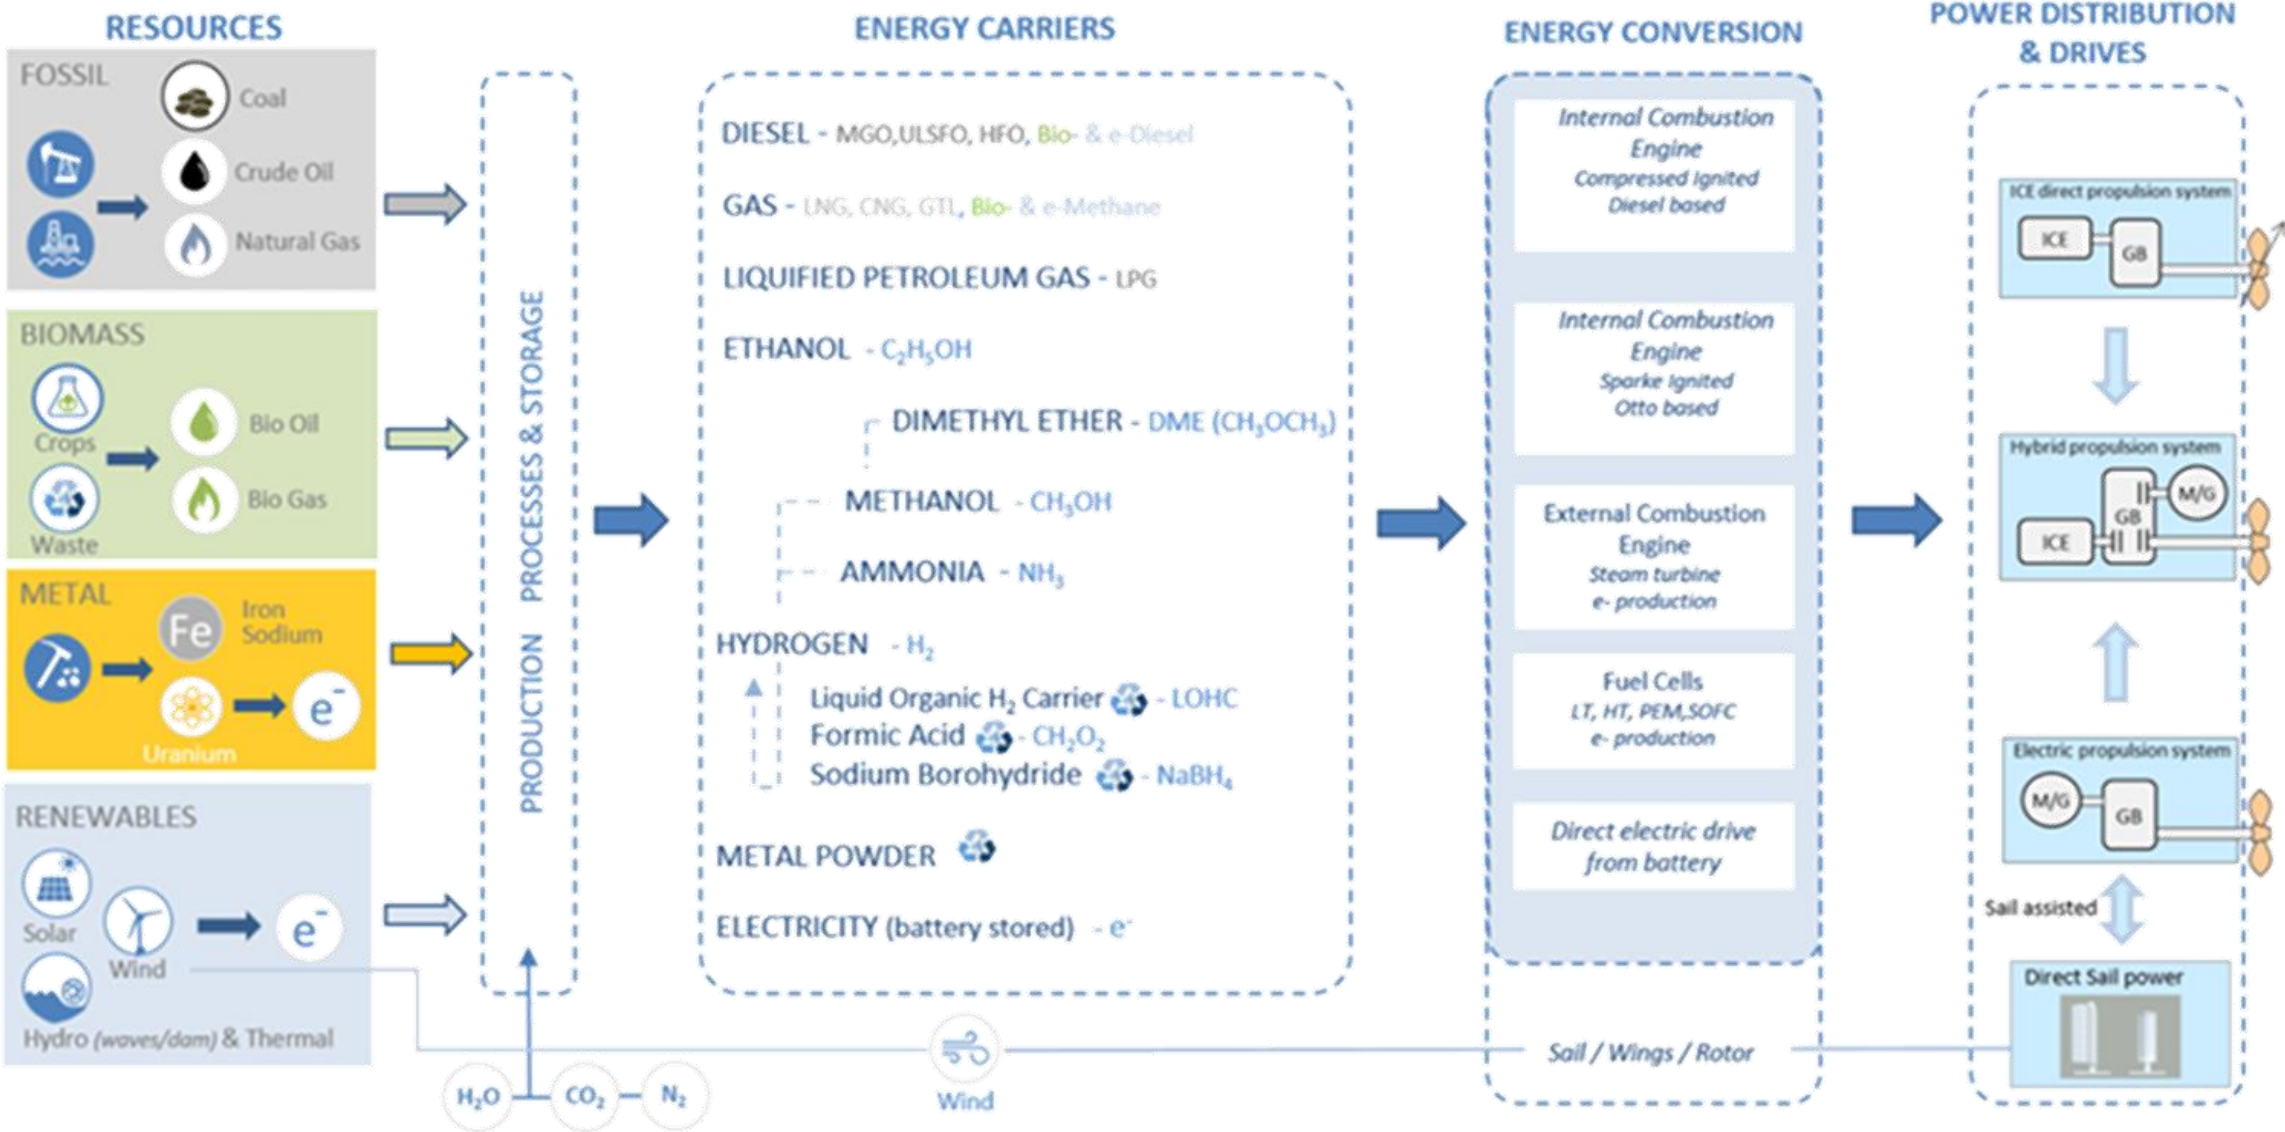 RESOURCES
FOSSIL
Coal
Crude Oil
Natural Gas
BIOMASS
Crops
Waste
Bio Oil
Bio Gas
METAL
Fe
Iron
Sodium
Uranium
e⁻
RENEWABLES
Solar
Wind
e⁻
Hydro (waves/dam) & Thermal
PRODUCTION PROCESSES & STORAGE
H₂O
CO₂
N₂
ENERGY CARRIERS
DIESEL - MGO,ULSFO, HFO, Bio- & e-Diesel
GAS - LNG, CNG, GTL, Bio- & e-Methane
LIQUIFIED PETROLEUM GAS - LPG
ETHANOL - C₂H₅OH
DIMETHYL ETHER - DME (CH₃OCH₃)
METHANOL - CH₃OH
AMMONIA - NH₃
HYDROGEN - H₂
Liquid Organic H₂ Carrier - LOHC
Formic Acid - CH₂O₂
Sodium Borohydride - NaBH₄
METAL POWDER
ELECTRICITY (battery stored) - e⁻
Wind
ENERGY CONVERSION
Internal Combustion
Engine
Compressed Ignited
Diesel based
Internal Combustion
Engine
Sparke Ignited
Otto based
External Combustion
Engine
Steam turbine
e- production
Fuel Cells
LT, HT, PEM,SOFC
e- production
Direct electric drive
from battery
Sail / Wings / Rotor
POWER DISTRIBUTION
& DRIVES
ICE direct propulsion system
ICE
GB
Hybrid propulsion system
M/G
GB
ICE
Electric propulsion system
M/G
GB
Sail assisted
Direct Sail power